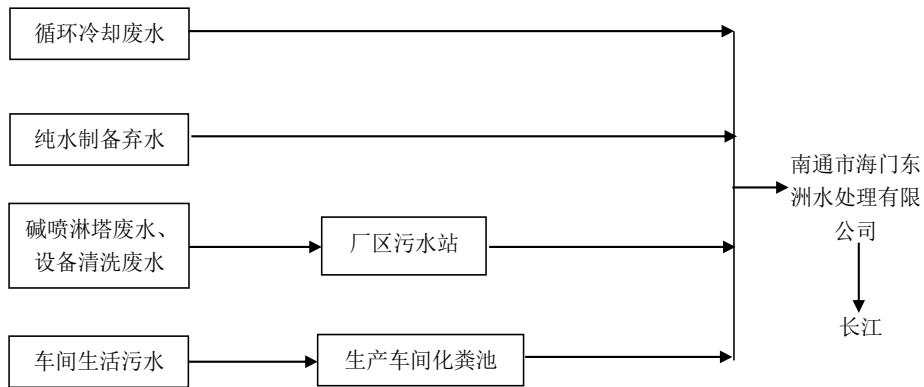 循环冷却废水
纯水制备弃水
南通市海门东
洲水处理有限
公司
碱喷淋塔废水、
设备清洗废水
厂区污水站
长江
车间生活污水
生产车间化粪池